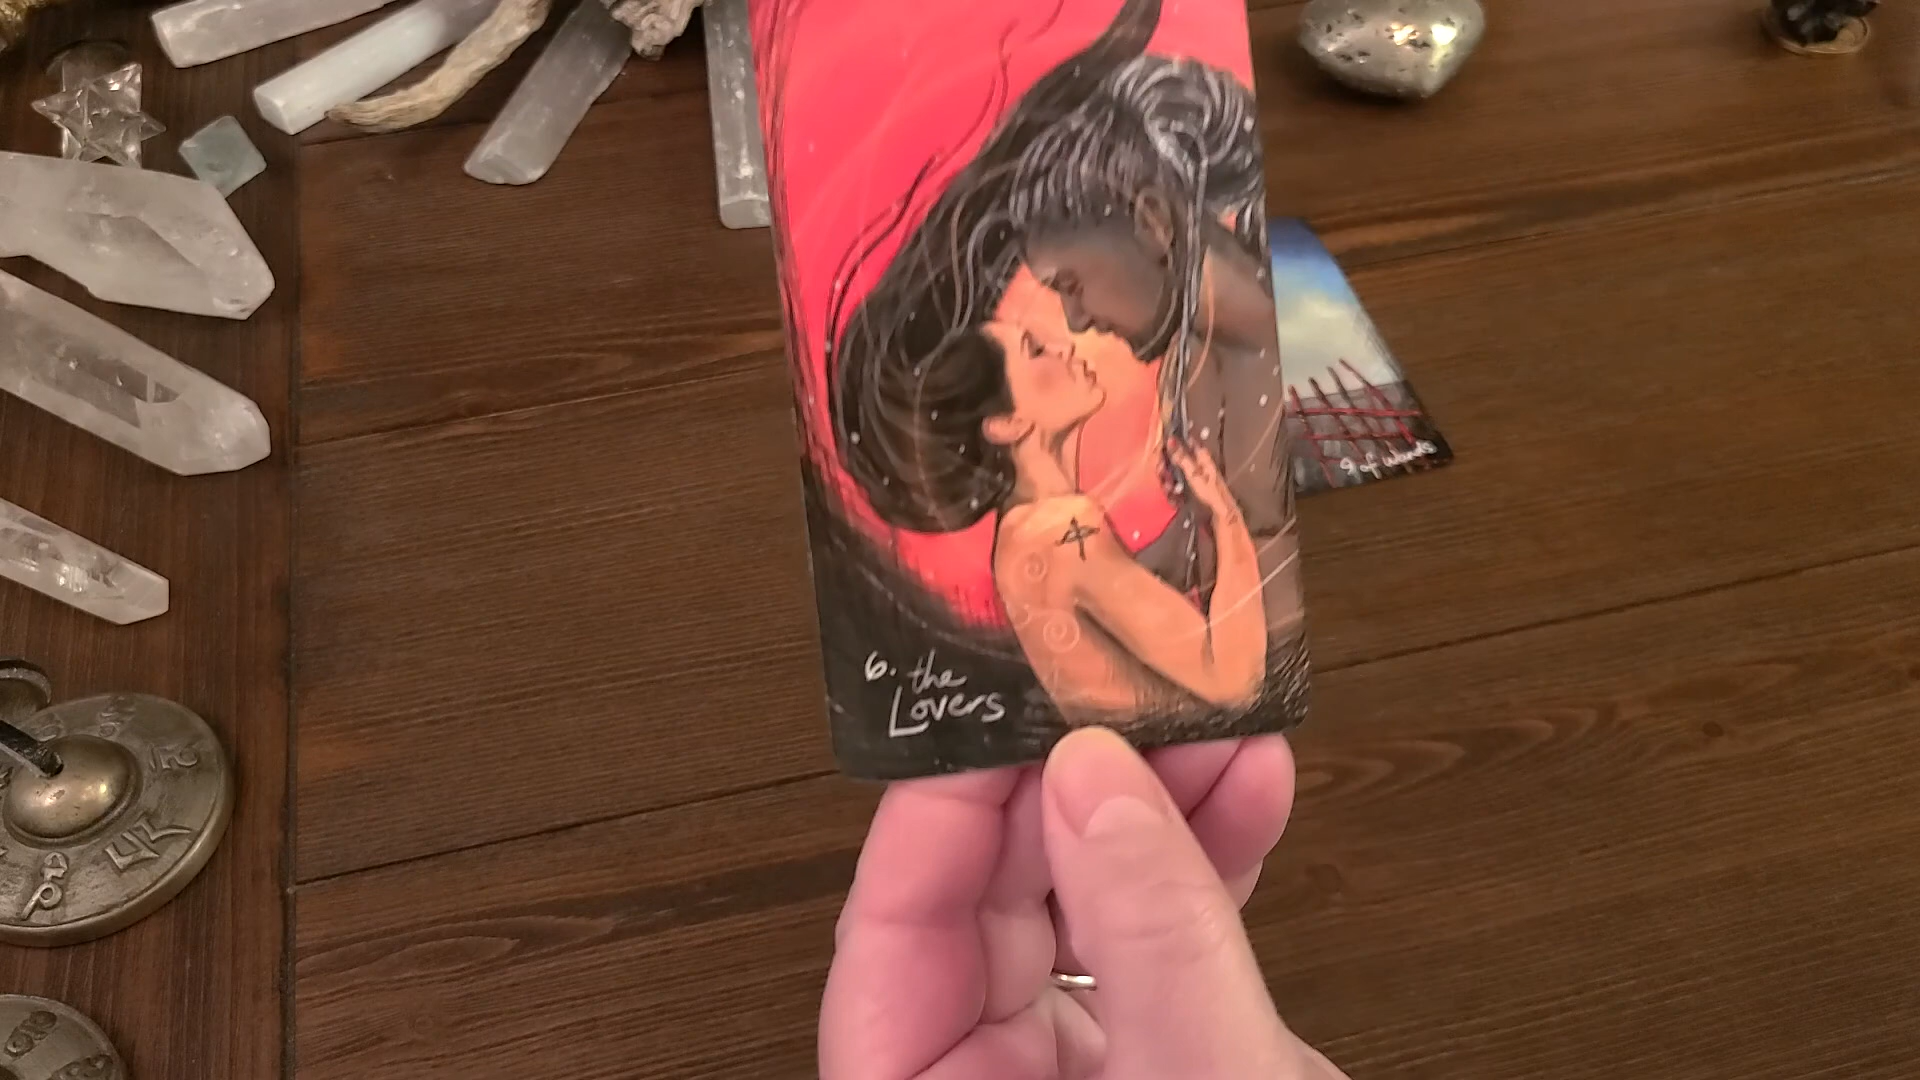 6. the
Lovers
9 of Wands